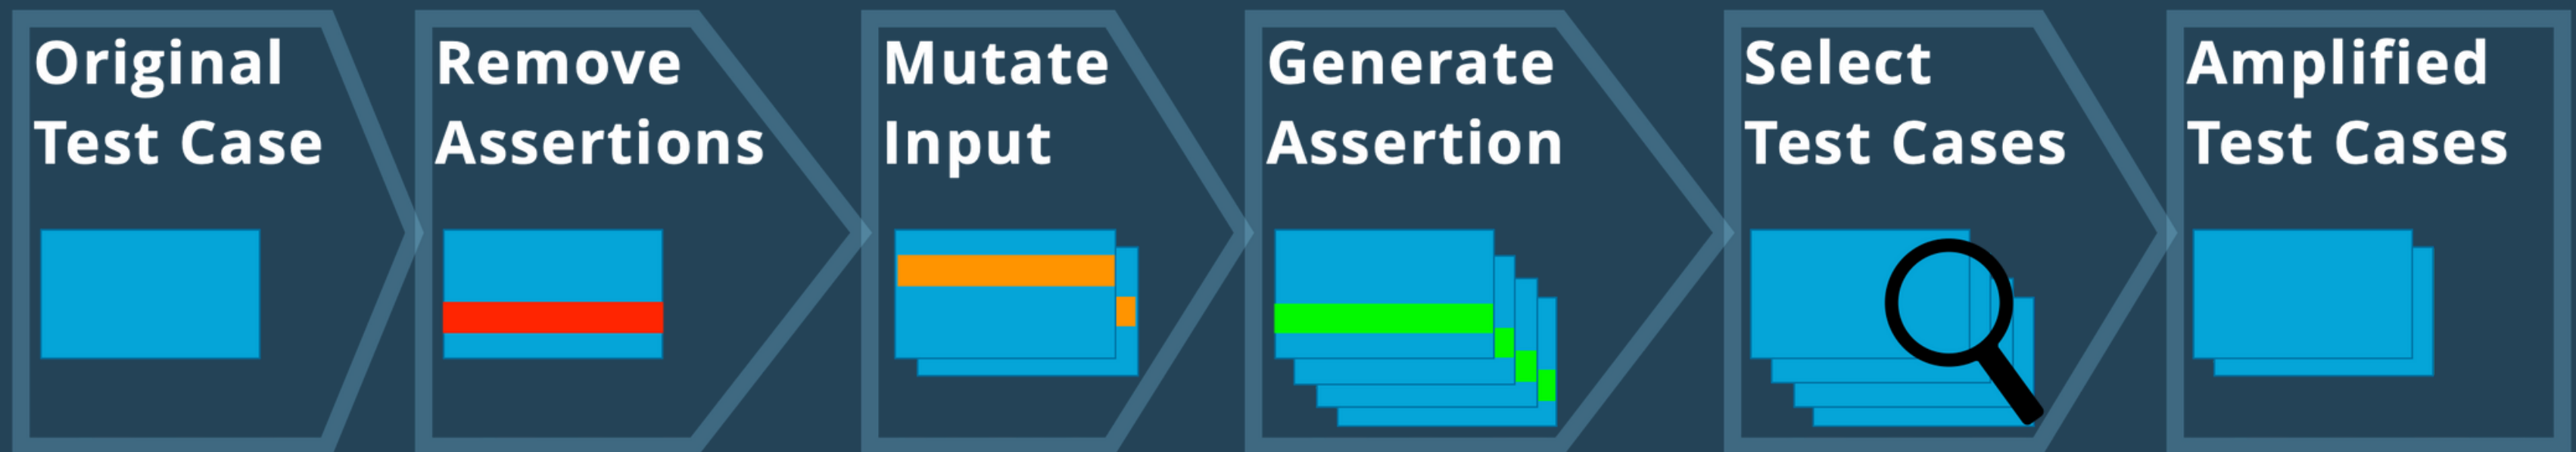 Original
Test Case
Remove
Assertions
Mutate
Input
Generate
Assertion
Select
Test Cases
Amplified
Test Cases